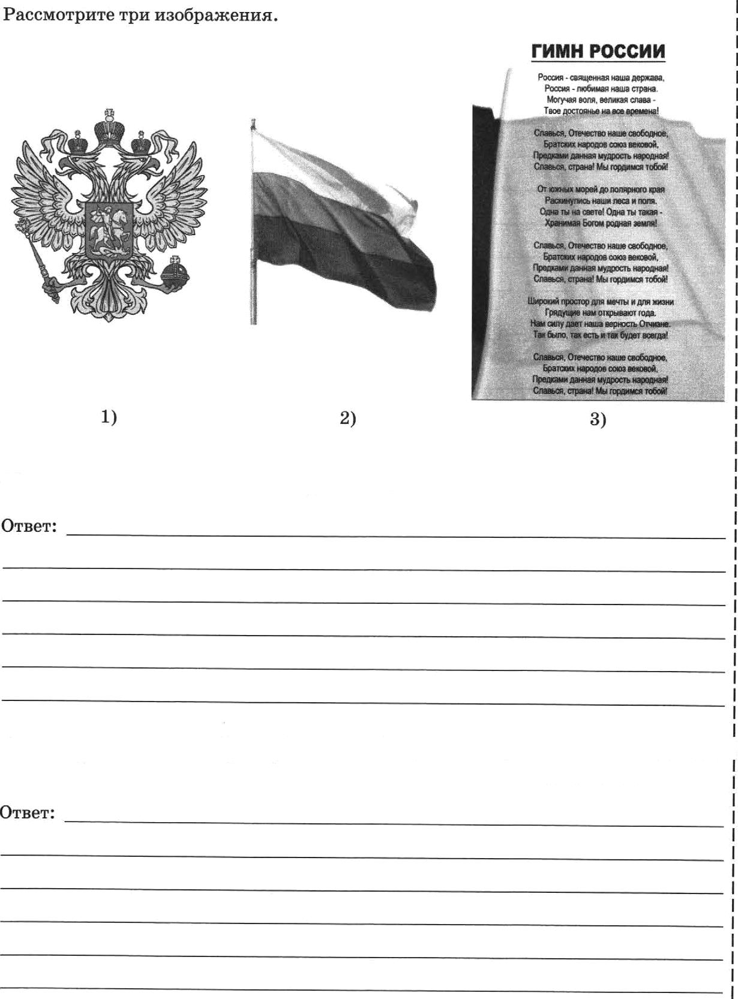 Рассмотрите три изображения.
ГИМН РОССИИ
Россия - священная наша держава,
Россия - любимая наша страна.
Могучая воля, великая слава -
Твое достоянье на все времена!
Славься, Отечество наше свободное,
Братских народов союз вековой,
Предками данная мудрость народная!
Славься, страна! Мы гордимся тобой!
От южных морей до полярного края
Раскинулись наши леса и поля.
Одна ты на свете! Одна ты такая -
Хранимая Богом родная земля!
Славься, Отечество наше свободное,
Братских народов союз вековой,
Предками данная мудрость народная!
Славься, страна! Мы гордимся тобой!
Широкий простор для мечты и для жизни
Грядущие нам открывают года.
Нам силу дает наша верность Отчизне.
Так было, так есть и так будет всегда!
Славься, Отечество наше свободное,
Братских народов союз вековой,
Предками данная мудрость народная!
Славься, страна! Мы гордимся тобой!
1)
2)
3)
Ответ:
Ответ: